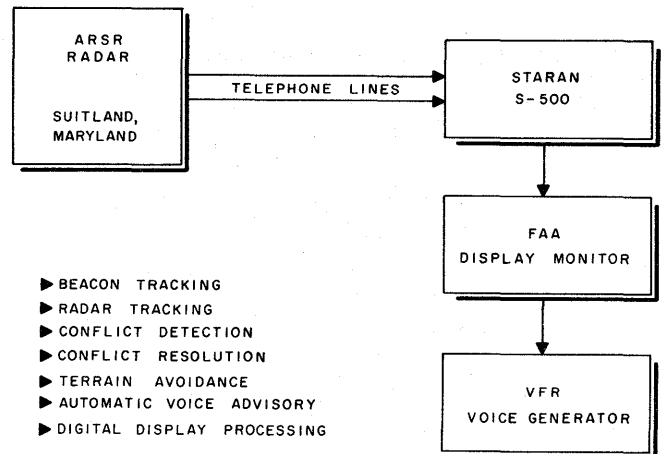 ARSR
RADAR
SUITLAND,
MARYLAND
TELEPHONE LINES
STARAN
S-500
FAA
DISPLAY MONITOR
VFR
VOICE GENERATOR
▶ BEACON TRACKING
▶ RADAR TRACKING
▶ CONFLICT DETECTION
▶ CONFLICT RESOLUTION
▶ TERRAIN AVOIDANCE
▶ AUTOMATIC VOICE ADVISORY
▶ DIGITAL DISPLAY PROCESSING